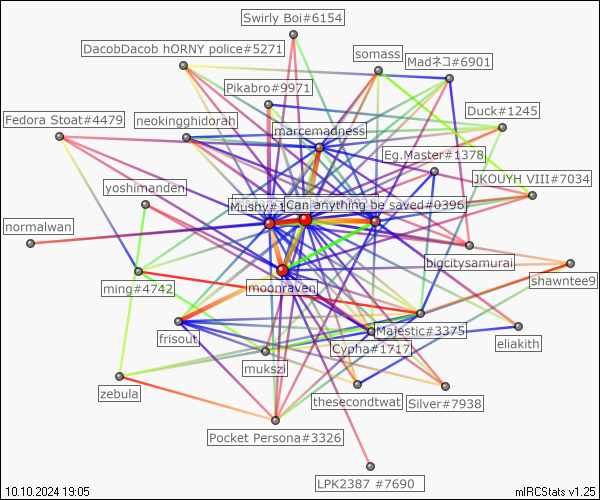 Swirly Boi#6154
DacobDacob hORNY police#5271
somass
Madネコ#6901
Pikabro#9971
Duck#1245
Fedora Stoat#4479
neokingghidorah
marcemadness
Eg.Master#1378
JKOUYH VIII#7034
yoshimanden
Mushy#1
Can anything be saved#0396
normalwan
biocitysamurai
shawntee9
ming#4742
moonraven
frisout
Majestic#3375
eliakith
Cypha#1717
mukszi
zebula
thesecondtwat
Silver#7938
Pocket Persona#3326
LPK2387 #7690
10.10.2024 19:05
mIRCStats v1.25